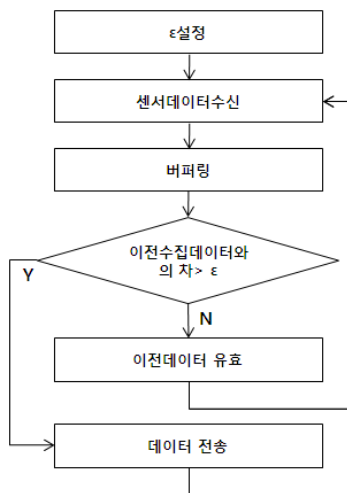 ε설정
센서데이터수신
버퍼링
이전수집데이터와
의 차> ε
Y
N
이전데이터 유효
데이터 전송